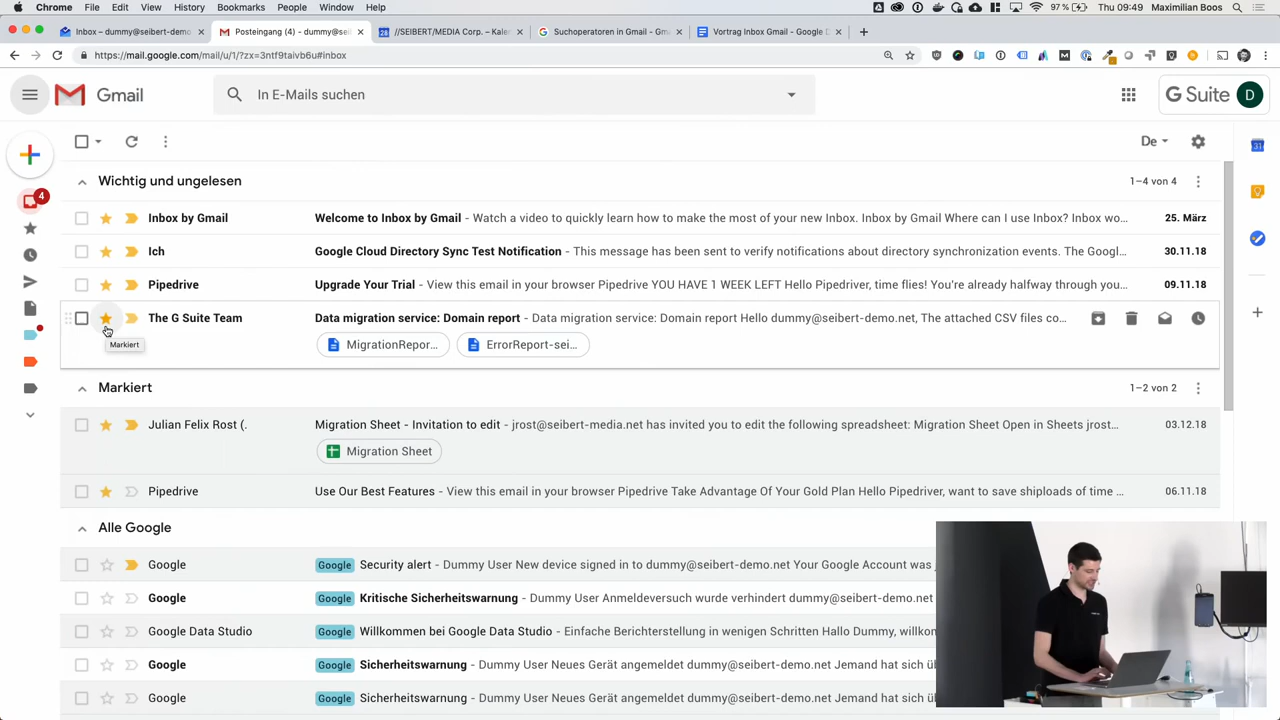 Chrome File Edit View History Bookmarks People Window Help 97 % Thu 09:49 Maximilian Boos
Inbox – dummy@seibert-demo. × Posteingang (4) - dummy@sei × //SEIBERT/MEDIA Corp. – Kale × Suchoperatoren in Gmail - Gm × Vortrag Inbox Gmail - Google D × +
https://mail.google.com/mail/u/1/?zx=3ntf9taivb6u#inbox
Gmail In E-Mails suchen G Suite D
De
4
Wichtig und ungelesen 1–4 von 4
Inbox by Gmail Welcome to Inbox by Gmail - Watch a video to quickly learn how to make the most of your new Inbox. Inbox by Gmail Where can I use Inbox? Inbox wo... 25. März
Ich Google Cloud Directory Sync Test Notification - This message has been sent to verify notifications about directory synchronization events. The Googl... 30.11.18
Pipedrive Upgrade Your Trial - View this email in your browser Pipedrive YOU HAVE 1 WEEK LEFT Hello Pipedriver, time flies! You're already halfway through you... 09.11.18
The G Suite Team Data migration service: Domain report - Data migration service: Domain report Hello dummy@seibert-demo.net, The attached CSV files co...
Markiert MigrationRepor... ErrorReport-sei...
Markiert 1–2 von 2
Julian Felix Rost (. Migration Sheet - Invitation to edit - jrost@seibert-media.net has invited you to edit the following spreadsheet: Migration Sheet Open in Sheets jrost... 03.12.18
Migration Sheet
Pipedrive Use Our Best Features - View this email in your browser Pipedrive Take Advantage Of Your Gold Plan Hello Pipedriver, want to save shiploads of time ... 06.11.18
Alle Google
Google Google Security alert - Dummy User New device signed in to dummy@seibert-demo.net Your Google Account was
Google Google Kritische Sicherheitswarnung - Dummy User Anmeldeversuch wurde verhindert dummy@seibert-demo.net
Google Data Studio Google Willkommen bei Google Data Studio - Einfache Berichterstellung in wenigen Schritten Hallo Dummy, willkom
Google Google Sicherheitswarnung - Dummy User Neues Gerät angemeldet dummy@seibert-demo.net Jemand hat sich
Google Google Sicherheitswarnung - Dummy User Neues Gerät angemeldet dummy@seibert-demo.net Jemand hat sich